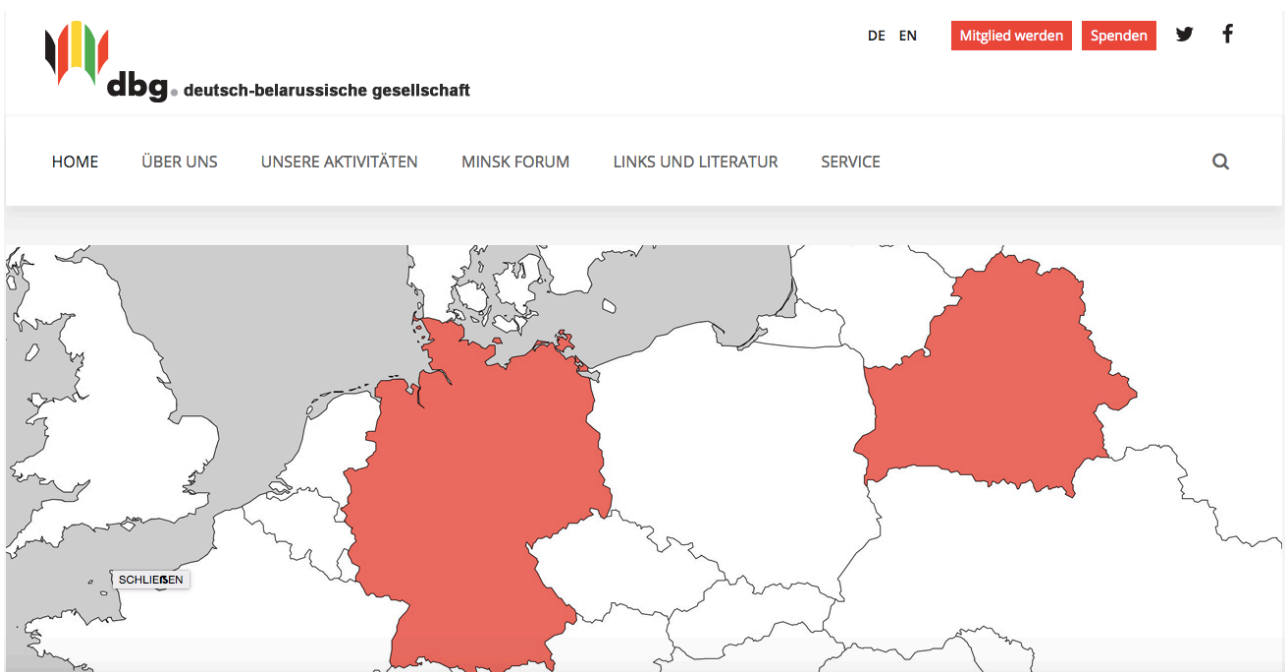 DE EN Mitglied werden Spenden
dbg. deutsch-belarussische gesellschaft
HOME ÜBER UNS UNSERE AKTIVITÄTEN MINSK FORUM LINKS UND LITERATUR SERVICE
SCHLIEßEN